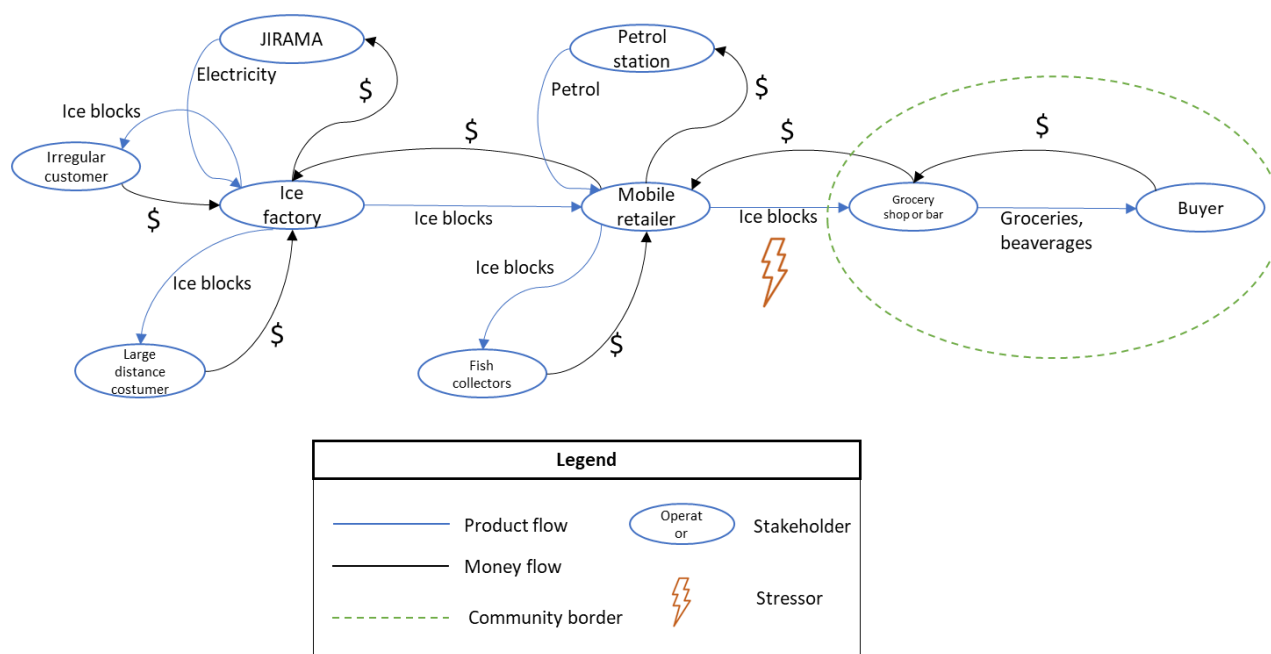 JIRAMA
Electricity
$
Ice blocks
Irregular
customer
$
Ice
factory
Ice blocks
Large
distance
costumer
$
$
Ice blocks
Petrol
station
Petrol
$
Mobile
retailer
Ice blocks
Fish
collectors
$
$
Ice blocks
Grocery
shop or bar
$
Groceries,
beaverages
Buyer
Legend
Product flow
Money flow
Community border
Operat
or
Stakeholder
Stressor